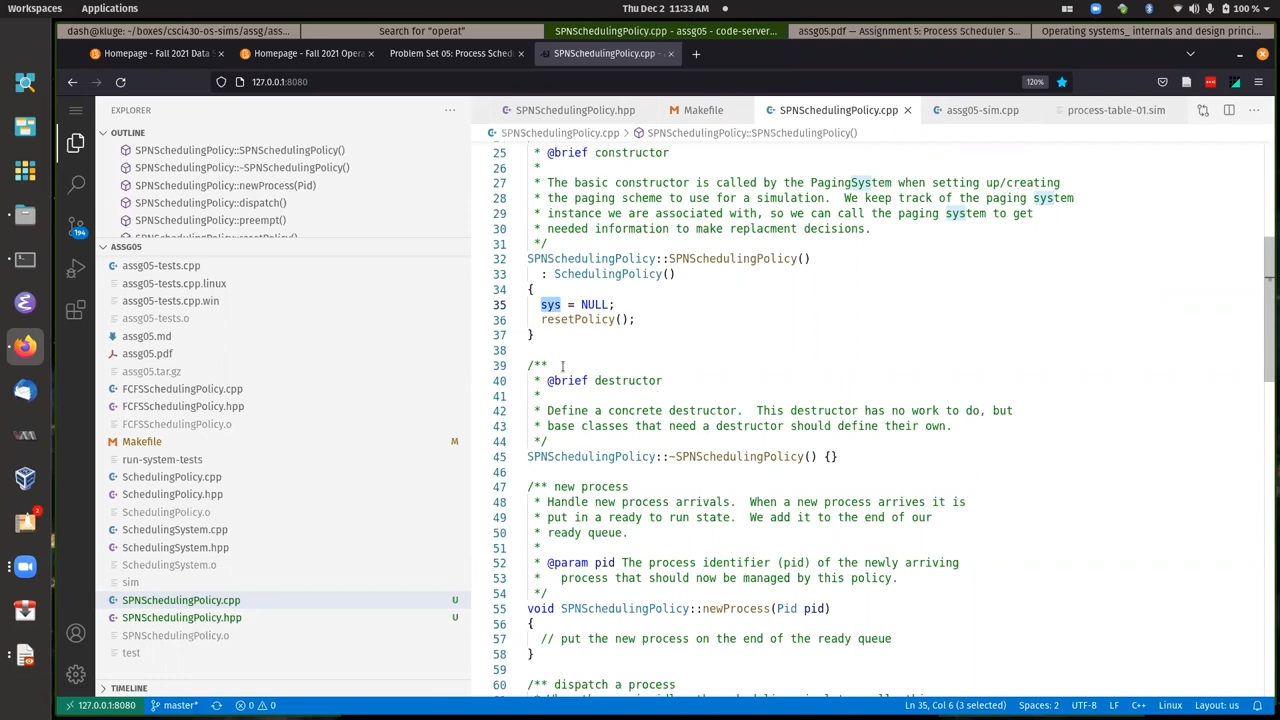 Workspaces Applications Thu Dec 2 11:33 AM 100 %
dash@kluge: ~/boxes/csci430-os-sims/assg/ass... Search for "operat" SPNSchedulingPolicy.cpp - assg05 - code-server... assg05.pdf — Assignment 5: Process Scheduler S... Operating systems_ internals and design princi...
Homepage - Fall 2021 Data S Homepage - Fall 2021 Opera Problem Set 05: Process Sched SPNSchedulingPolicy.cpp - a
127.0.0.1:8080 120%
EXPLORER
SPNSchedulingPolicy.hpp Makefile SPNSchedulingPolicy.cpp assg05-sim.cpp process-table-01.sim
OUTLINE
SPNSchedulingPolicy.cpp > SPNSchedulingPolicy::SPNSchedulingPolicy()
SPNSchedulingPolicy::SPNSchedulingPolicy()
SPNSchedulingPolicy::~SPNSchedulingPolicy()
SPNSchedulingPolicy::newProcess(Pid)
SPNSchedulingPolicy::dispatch()
SPNSchedulingPolicy::preempt()
SPNSchedulingPolicy::resetPolicy()
194
ASSG05
assg05-tests.cpp
assg05-tests.cpp.linux
assg05-tests.cpp.win
assg05-tests.o
assg05.md
assg05.pdf
assg05.tar.gz
FCFSSchedulingPolicy.cpp
FCFSSchedulingPolicy.hpp
FCFSSchedulingPolicy.o
Makefile M
run-system-tests
SchedulingPolicy.cpp
SchedulingPolicy.hpp
SchedulingPolicy.o
2
SchedulingSystem.cpp
SchedulingSystem.hpp
SchedulingSystem.o
sim
SPNSchedulingPolicy.cpp U
SPNSchedulingPolicy.hpp U
SPNSchedulingPolicy.o
test
TIMELINE
25 * @brief constructor
26 *
27 * The basic constructor is called by the PagingSystem when setting up/creating
28 * the paging scheme to use for a simulation. We keep track of the paging system
29 * instance we are associated with, so we can call the paging system to get
30 * needed information to make replacment decisions.
31 */
32 SPNSchedulingPolicy::SPNSchedulingPolicy()
33 : SchedulingPolicy()
34 {
35 sys = NULL;
36 resetPolicy();
37 }
38
39 /**
40 * @brief destructor
41 *
42 * Define a concrete destructor. This destructor has no work to do, but
43 * base classes that need a destructor should define their own.
44 */
45 SPNSchedulingPolicy::~SPNSchedulingPolicy() {}
46
47 /** new process
48 * Handle new process arrivals. When a new process arrives it is
49 * put in a ready to run state. We add it to the end of our
50 * ready queue.
51 *
52 * @param pid The process identifier (pid) of the newly arriving
53 * process that should now be managed by this policy.
54 */
55 void SPNSchedulingPolicy::newProcess(Pid pid)
56 {
57 // put the new process on the end of the ready queue
58 }
59
60 /** dispatch a process
127.0.0.1:8080 master* 0 0 Ln 35, Col 6 (3 selected) Spaces: 2 UTF-8 LF C++ Linux Layout: us